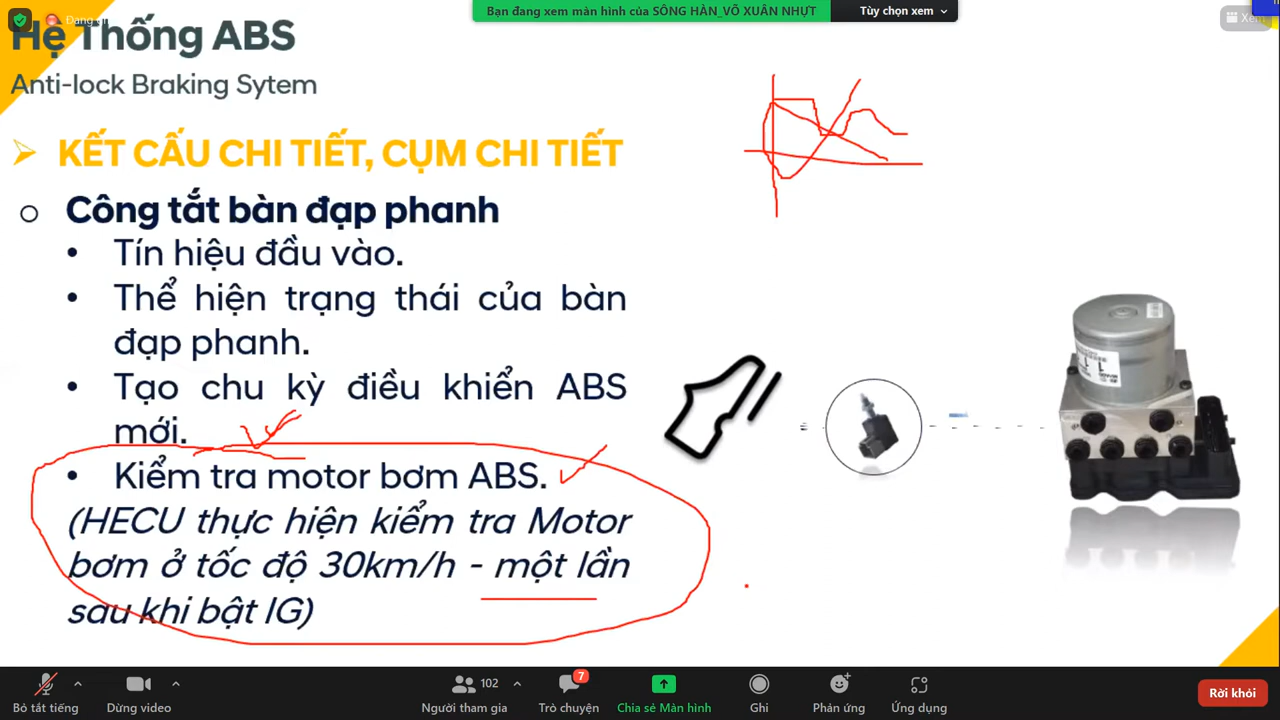 Bạn đang xem màn hình của SÔNG HÀN_VÕ XUÂN NHỰT
Tùy chọn xem
Xem
Hệ Thống ABS
Anti-lock Braking Sytem
KẾT CẤU CHI TIẾT, CỤM CHI TIẾT
Công tắt bàn đạp phanh
Tín hiệu đầu vào.
Thể hiện trạng thái của bàn
đạp phanh.
Tạo chu kỳ điều khiển ABS
mới.
Kiểm tra motor bơm ABS.
(HECU thực hiện kiểm tra Motor
bơm ở tốc độ 30km/h - một lần
sau khi bật IG)
Bỏ tắt tiếng
Dừng video
102
Người tham gia
7
Trò chuyện
Chia sẻ Màn hình
Ghi
Phản ứng
Ứng dụng
Rời khỏi